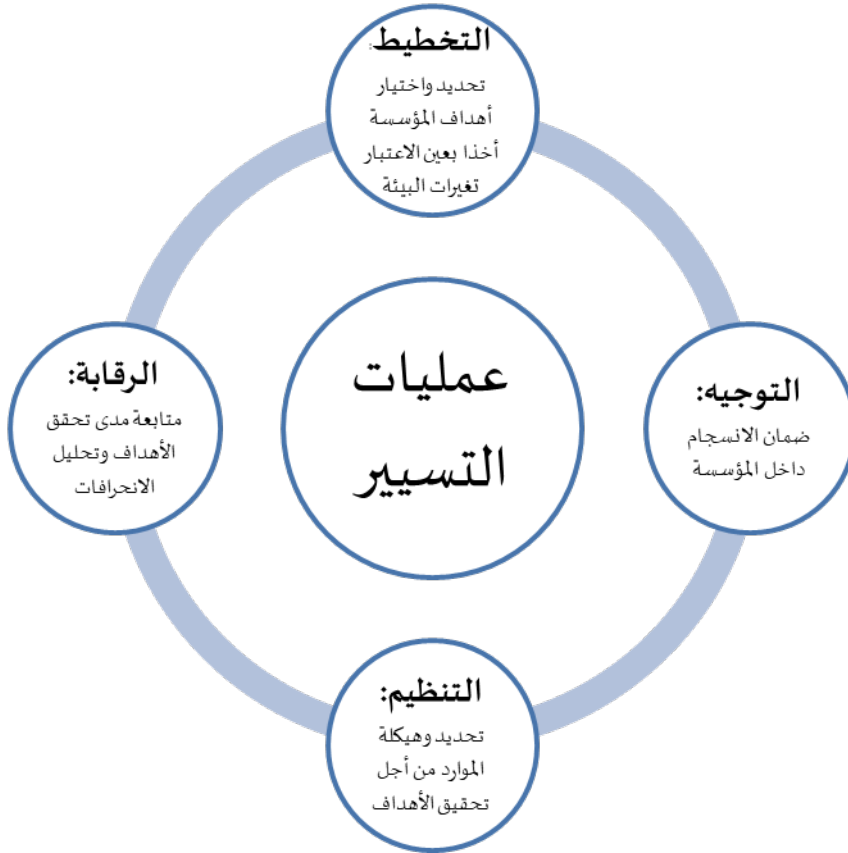 التخطيط:
تحديد واختيار
أهداف المؤسسة
أخذا بعين الاعتبار
تغيرات البيئة
التوجيه:
ضمان الانسجام
داخل المؤسسة
عمليات
التسيير
الرقابة:
متابعة مدى تحقق
الأهداف وتحليل
الانحرافات
التنظيم:
تحديد وهيكلة
الموارد من أجل
تحقيق الأهداف